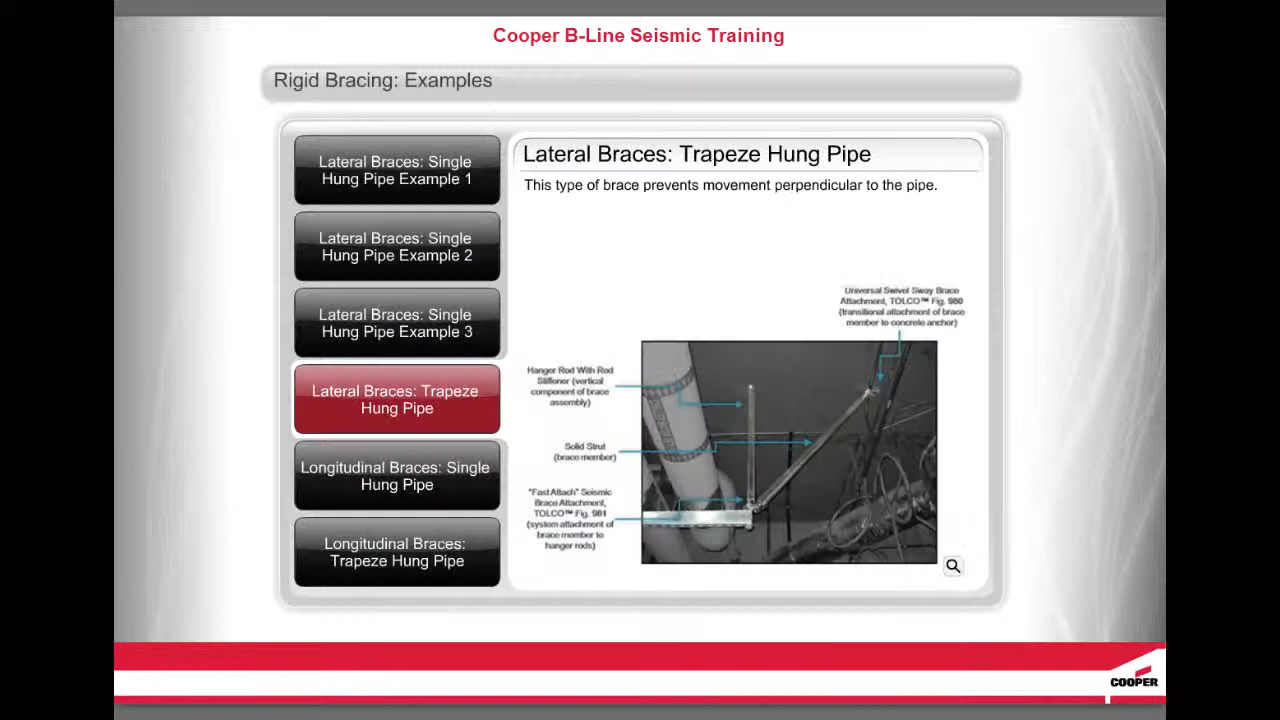 Cooper B-Line Seismic Training
Rigid Bracing: Examples
Lateral Braces: Single
Hung Pipe Example 1
Lateral Braces: Single
Hung Pipe Example 2
Lateral Braces: Single
Hung Pipe Example 3
Lateral Braces: Trapeze
Hung Pipe
Longitudinal Braces: Single
Hung Pipe
Longitudinal Braces:
Trapeze Hung Pipe
Lateral Braces: Trapeze Hung Pipe
This type of brace prevents movement perpendicular to the pipe.
Universal Swivel Sway Brace
Attachment, TOLCO™ Fig. 980
(transitional attachment of brace
member to concrete anchor)
Hanger Rod With Rod
Stiffener (vertical
component of brace
assembly)
Solid Strut
(brace member)
"Fast Attach" Seismic
Brace Attachment,
TOLCO™ Fig. 981
(system attachment of
brace member to
hanger rods)
COOPER